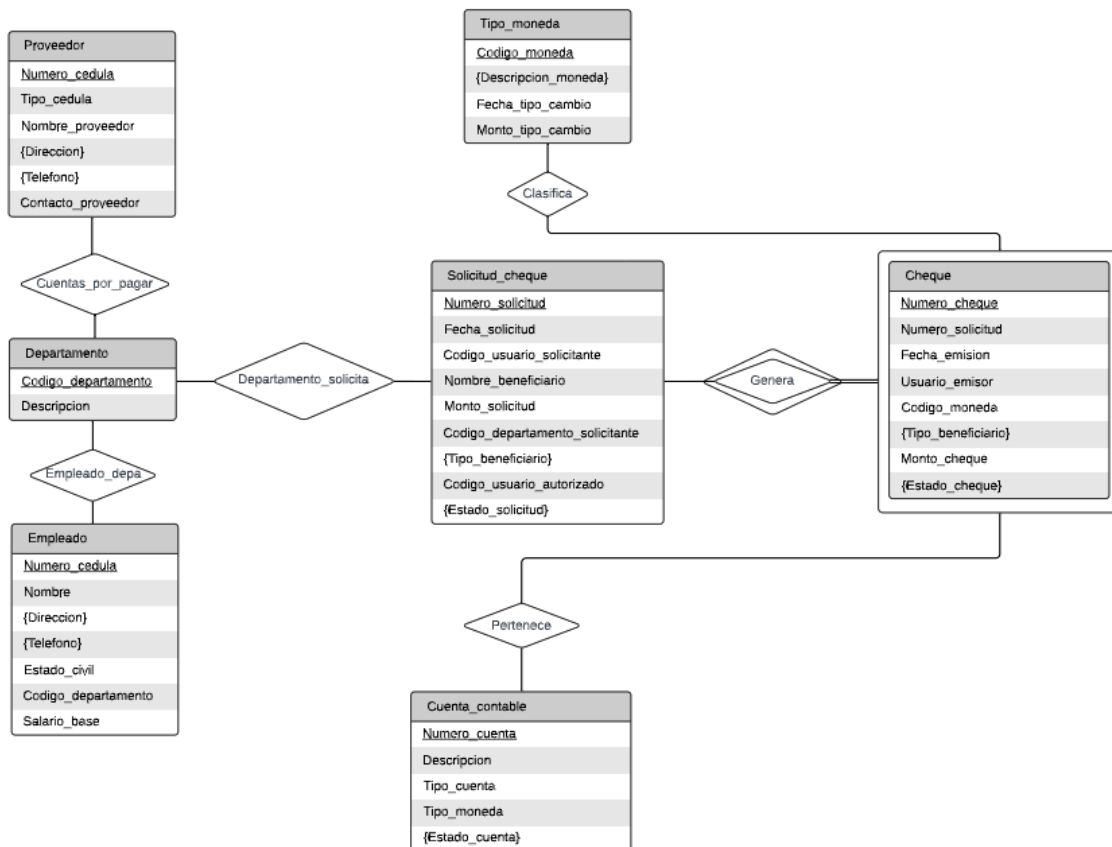 Proveedor
Numero_cedula
Tipo_cedula
Nombre_proveedor
{Direccion}
{Telefono}
Contacto_proveedor
Tipo_moneda
Codigo_moneda
{Descripcion_moneda}
Fecha_tipo_cambio
Monto_tipo_cambio
Clasifica
Cuentas_por_pagar
Departamento
Codigo_departamento
Descripcion
Departamento_solicita
Solicitud_cheque
Numero_solicitud
Fecha_solicitud
Codigo_usuario_solicitante
Nombre_beneficiario
Monto_solicitud
Codigo_departamento_solicitante
{Tipo_beneficiario}
Codigo_usuario_autorizado
{Estado_solicitud}
Genera
Cheque
Numero_cheque
Numero_solicitud
Fecha_emision
Usuario_emisor
Codigo_moneda
{Tipo_beneficiario}
Monto_cheque
{Estado_cheque}
Empleado_depa
Empleado
Numero_cedula
Nombre
{Direccion}
{Telefono}
Estado_civil
Codigo_departamento
Salario_base
Pertenece
Cuenta_contable
Numero_cuenta
Descripcion
Tipo_cuenta
Tipo_moneda
{Estado_cuenta}